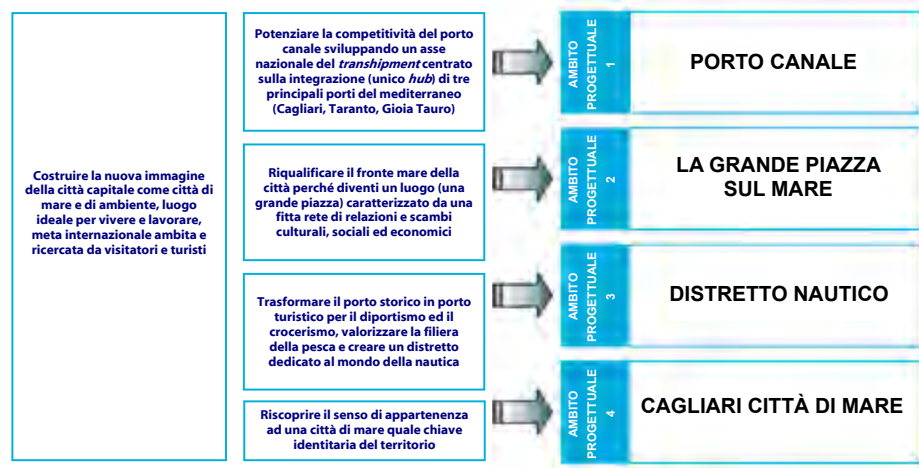 Costruire la nuova immagine
della città capitale come città di
mare e di ambiente, luogo
ideale per vivere e lavorare,
meta internazionale ambita e
ricercata da visitatori e turisti
Potenziare la competitività del porto
canale sviluppando un asse
nazionale del transhipment centrato
sulla integrazione (unico hub) di tre
principali porti del mediterraneo
(Cagliari, Taranto, Gioia Tauro)
AMBITO
PROGETTUALE
1
PORTO CANALE
Riqualificare il fronte mare della
città perché diventi un luogo (una
grande piazza) caratterizzato da una
fitta rete di relazioni e scambi
culturali, sociali ed economici
AMBITO
PROGETTUALE
2
LA GRANDE PIAZZA
SUL MARE
Trasformare il porto storico in porto
turistico per il diportismo ed il
crocerismo, valorizzare la filiera
della pesca e creare un distretto
dedicato al mondo della nautica
AMBITO
PROGETTUALE
3
DISTRETTO NAUTICO
Riscoprire il senso di appartenenza
ad una città di mare quale chiave
identitaria del territorio
AMBITO
PROGETTUALE
4
CAGLIARI CITTÀ DI MARE